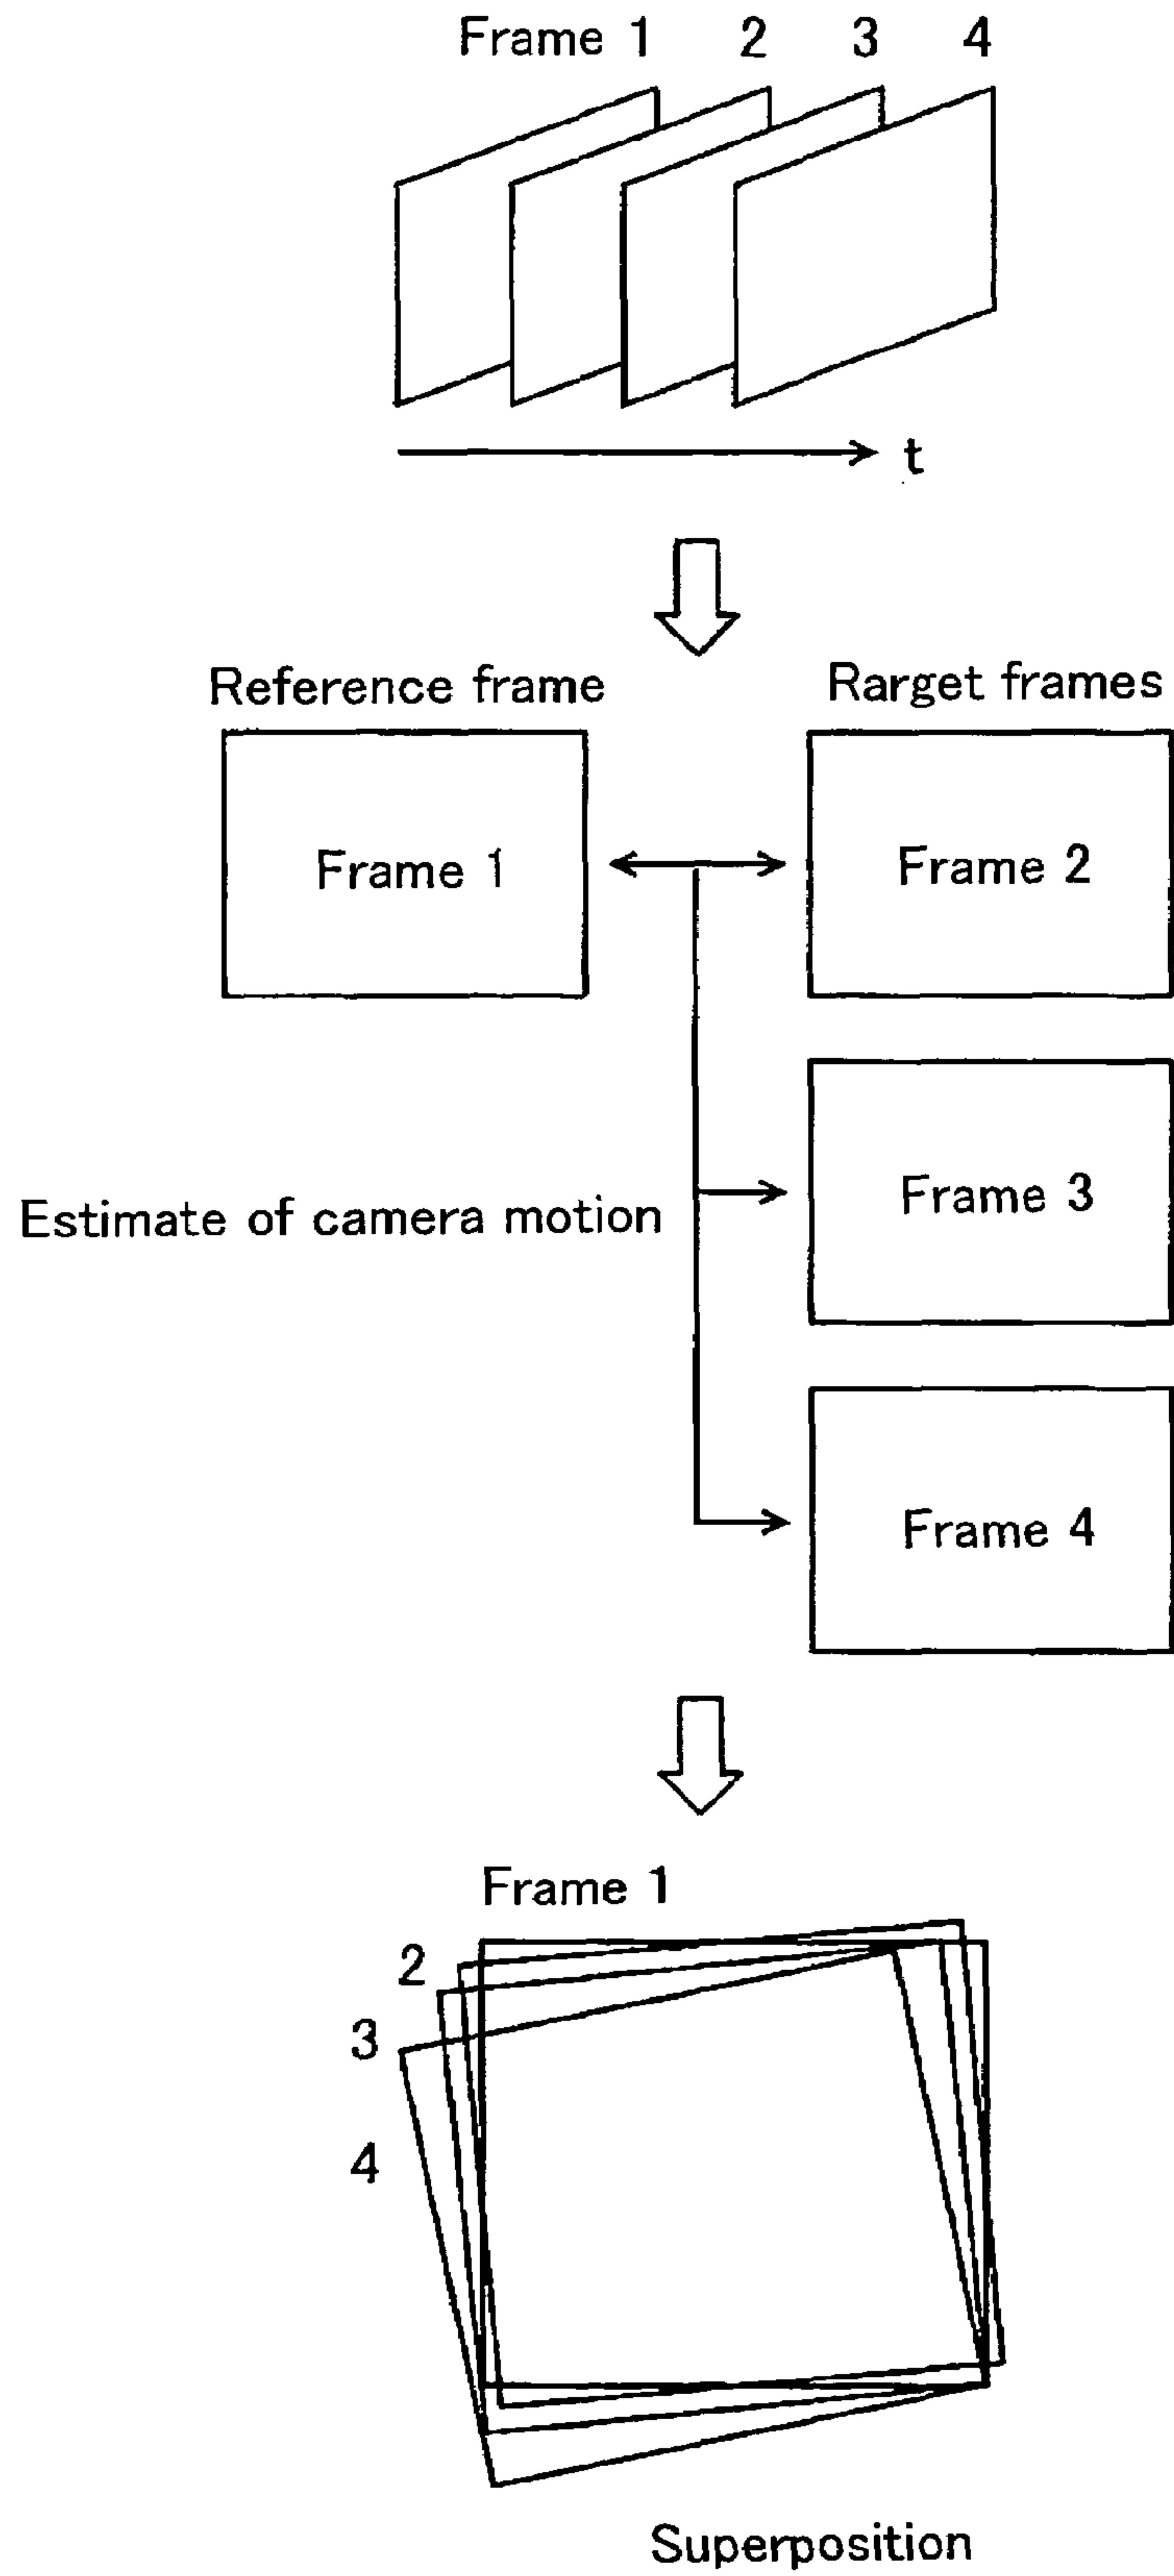 Frame 1 2 3 4
t
Reference frame
Rarget frames
Frame 1
Frame 2
Frame 3
Estimate of camera motion
Frame 4
Frame 1
2
3
4
Superposition